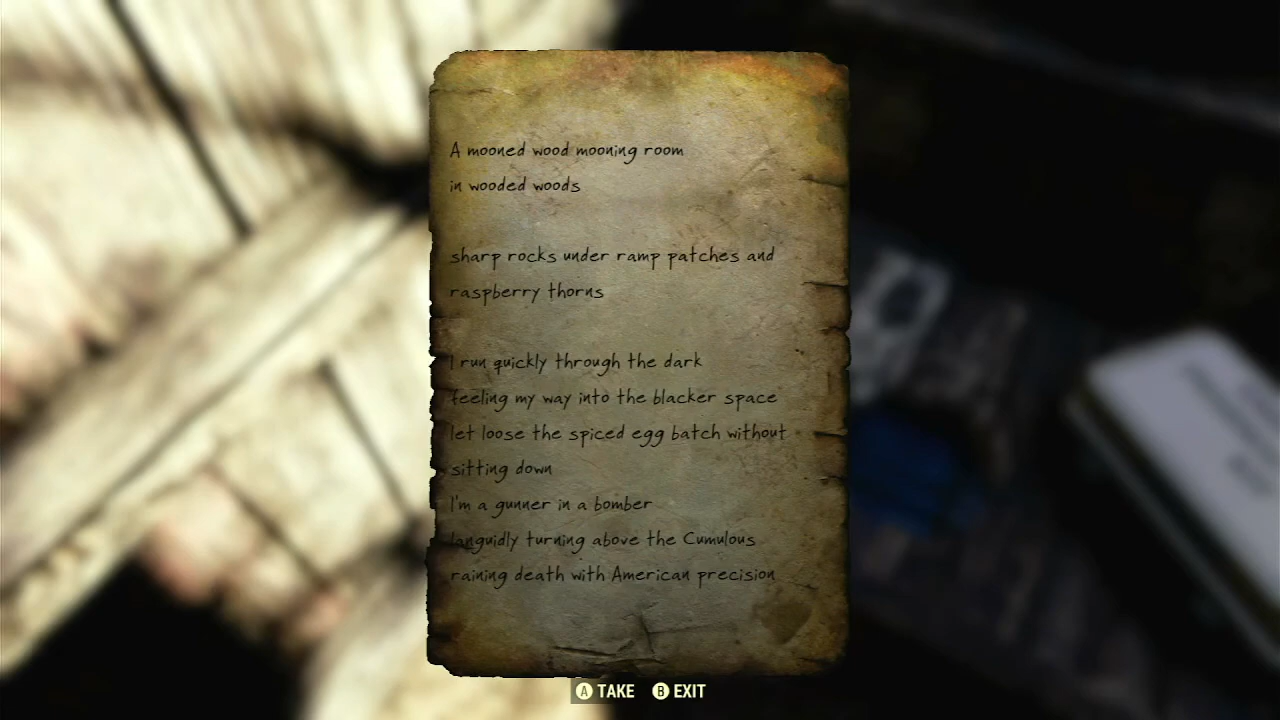 A mooned wood mooning room
in wooded woods
sharp rocks under ramp patches and
raspberry thorns
I run quickly through the dark
feeling my way into the blacker space
let loose the spiced egg batch without
sitting down
I'm a gunner in a bomber
languidly turning above the Cumulous
raining death with American precision
A TAKE B EXIT